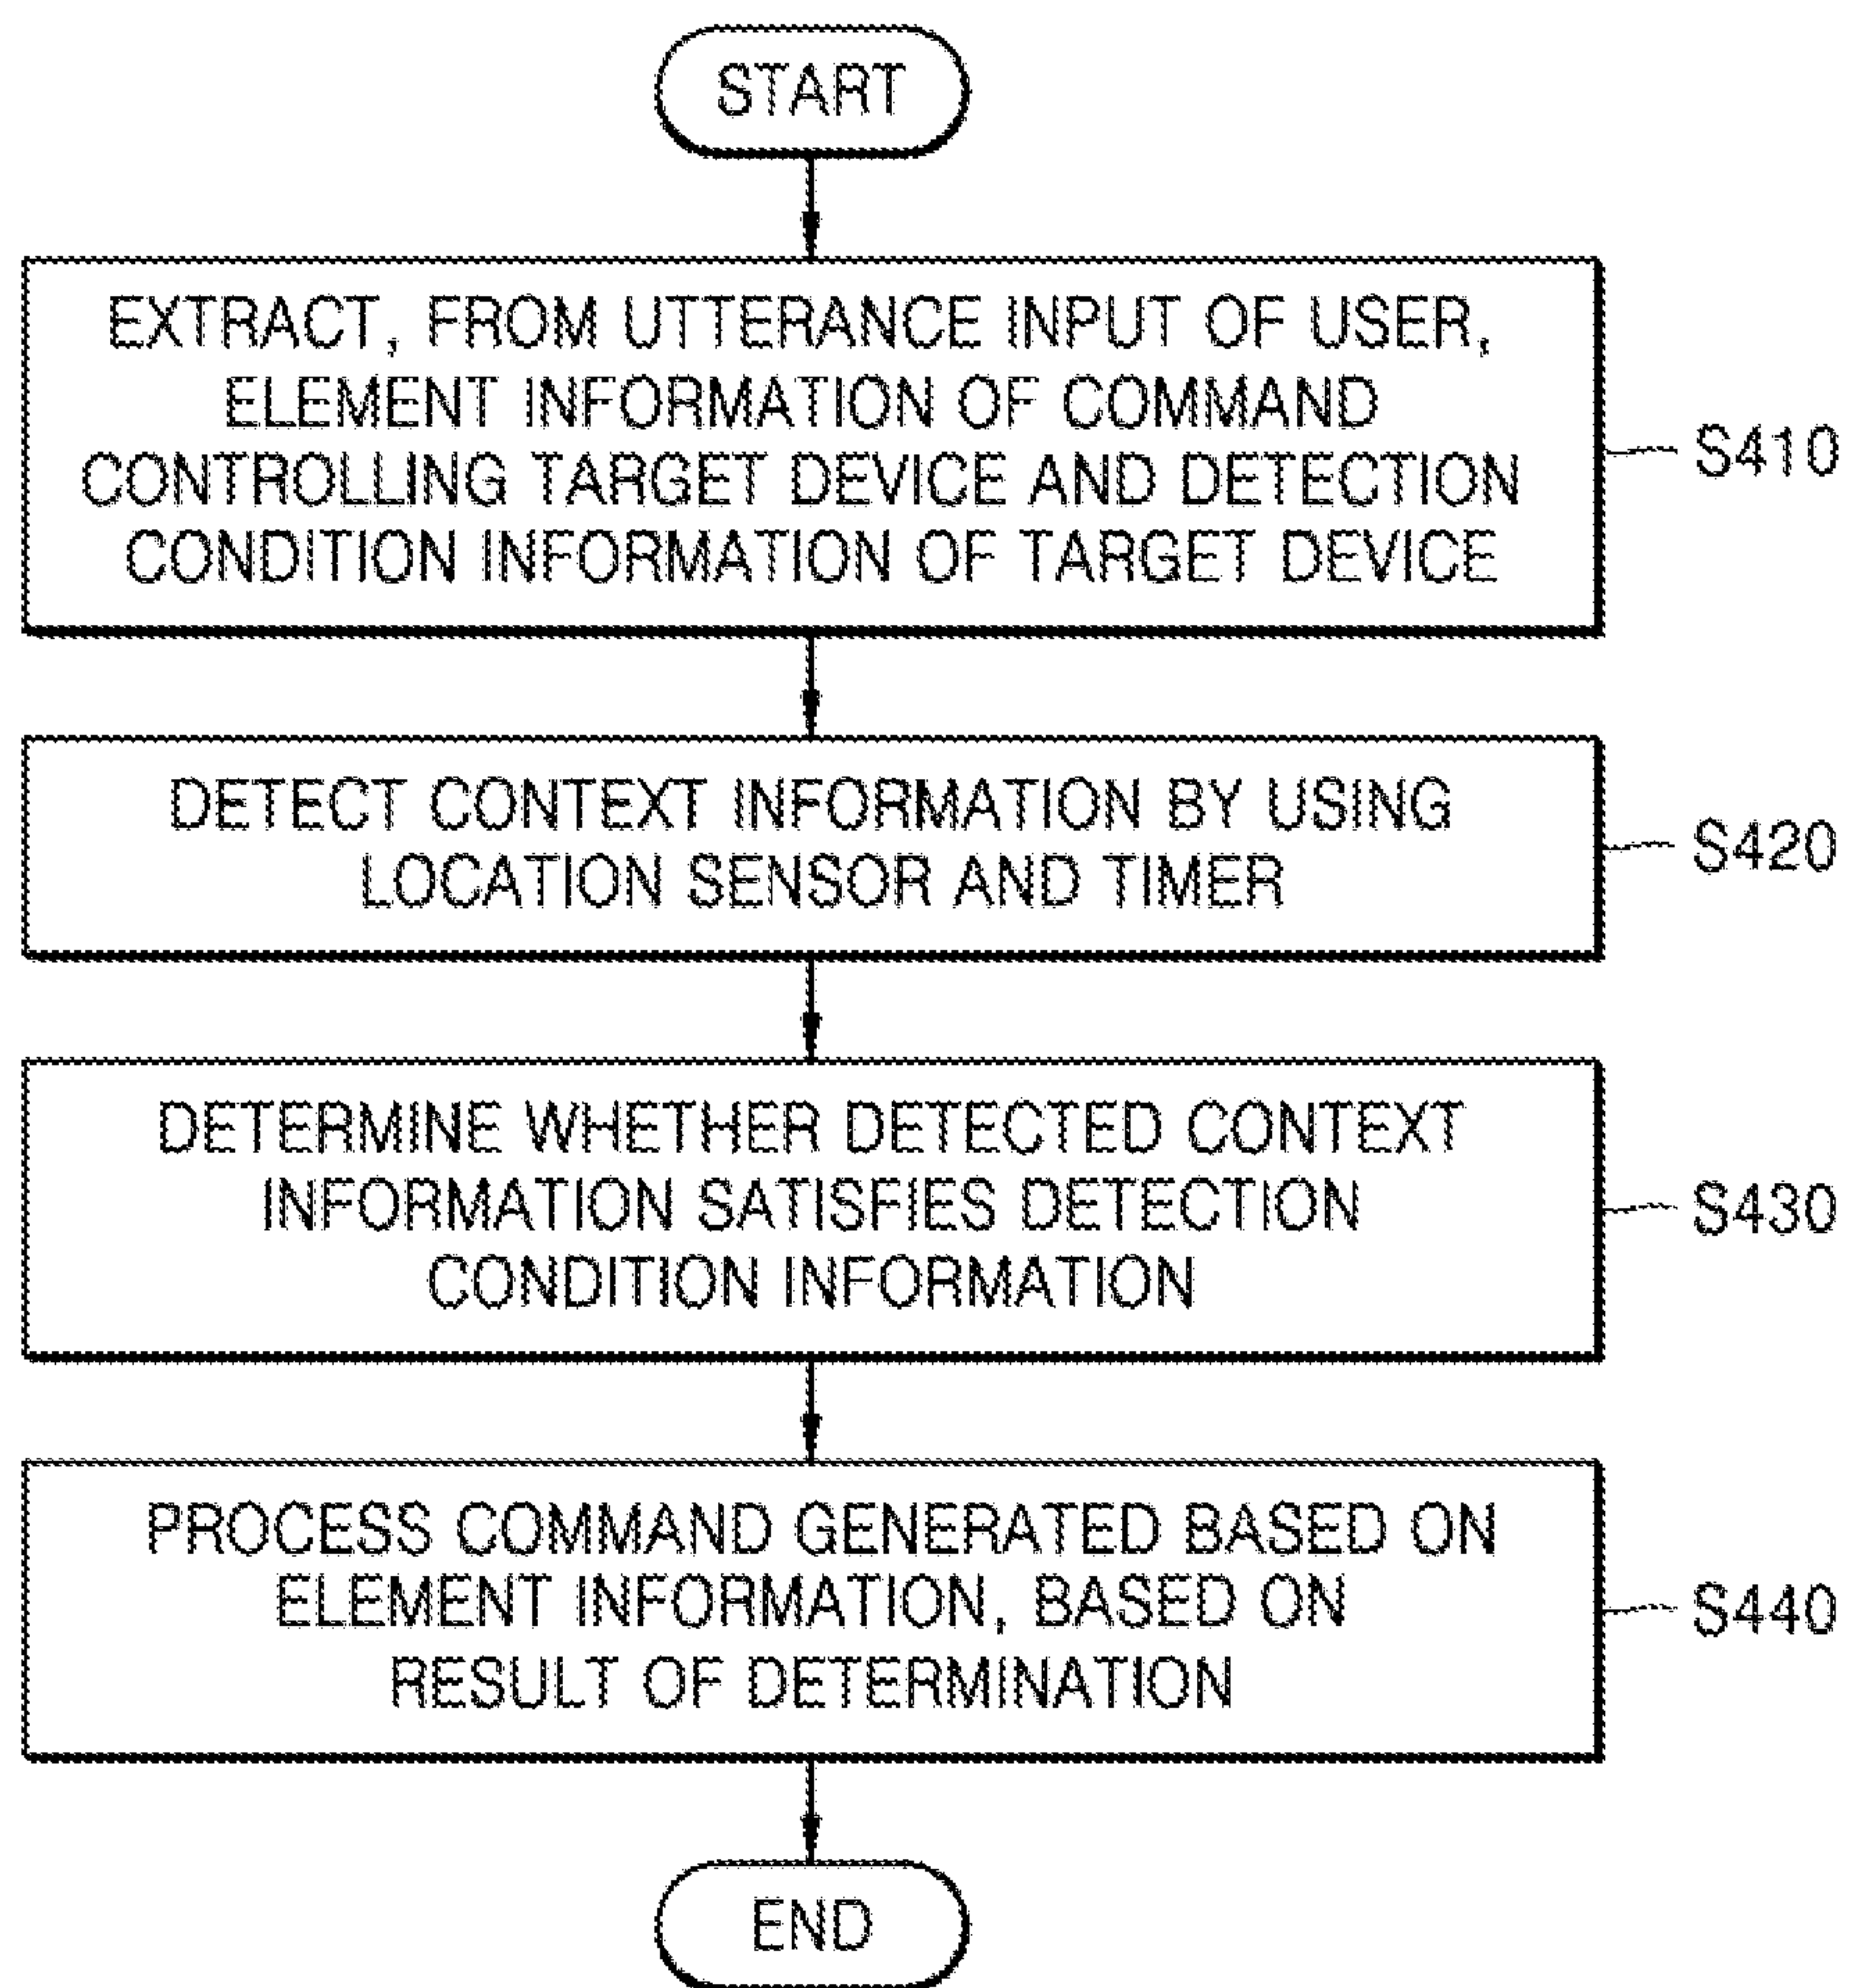 START
EXTRACT, FROM UTTERANCE INPUT OF USER,
ELEMENT INFORMATION OF COMMAND
CONTROLLING TARGET DEVICE AND DETECTION
CONDITION INFORMATION OF TARGET DEVICE
S410
DETECT CONTEXT INFORMATION BY USING
LOCATION SENSOR AND TIMER
S420
DETERMINE WHETHER DETECTED CONTEXT
INFORMATION SATISFIES DETECTION
CONDITION INFORMATION
S430
PROCESS COMMAND GENERATED BASED ON
ELEMENT INFORMATION, BASED ON
RESULT OF DETERMINATION
S440
END